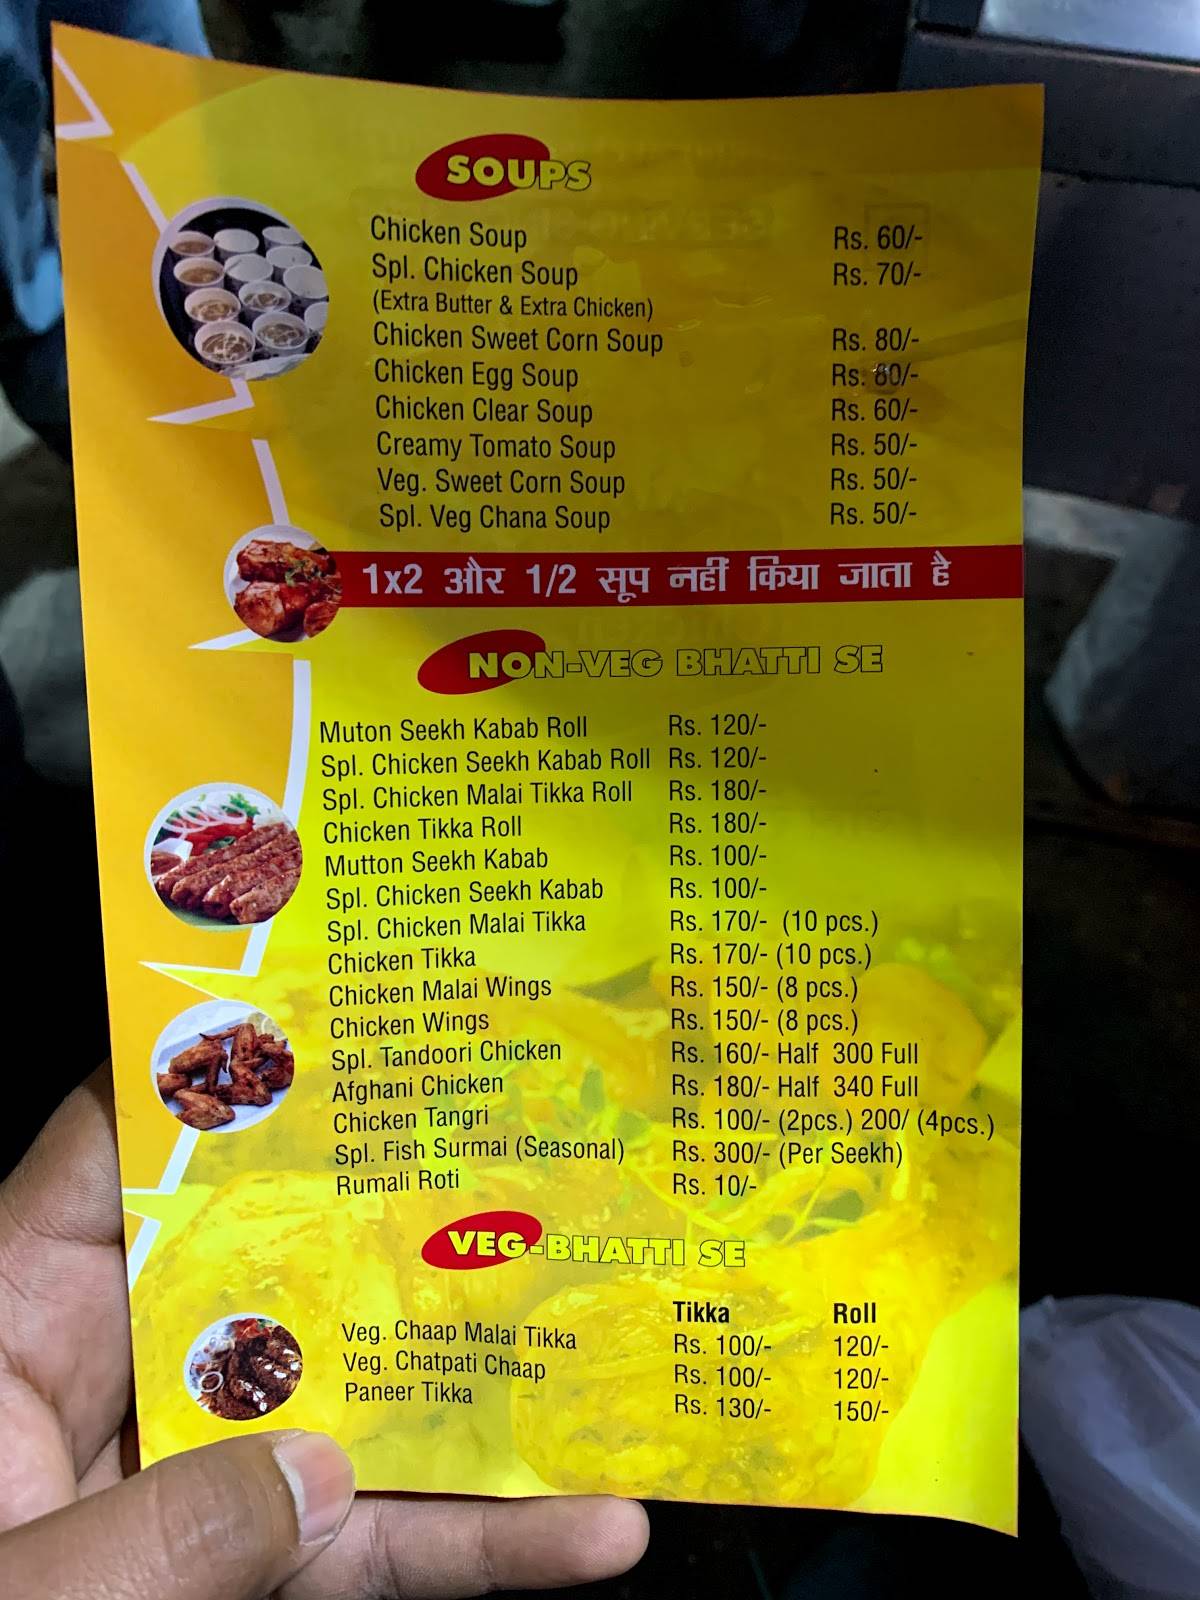 SOUPS
Chicken Soup Rs. 60/-
Spl. Chicken Soup Rs. 70/-
(Extra Butter & Extra Chicken)
Chicken Sweet Corn Soup Rs. 80/-
Chicken Egg Soup Rs. 80/-
Chicken Clear Soup Rs. 60/-
Creamy Tomato Soup Rs. 50/-
Veg. Sweet Corn Soup Rs. 50/-
Spl. Veg Chana Soup Rs. 50/-
1x2 और 1/2 सूप नहीं किया जाता है
NON-VEG BHATTI SE
Muton Seekh Kabab Roll Rs. 120/-
Spl. Chicken Seekh Kabab Roll Rs. 120/-
Spl. Chicken Malai Tikka Roll Rs. 180/-
Chicken Tikka Roll Rs. 180/-
Mutton Seekh Kabab Rs. 100/-
Spl. Chicken Seekh Kabab Rs. 100/-
Spl. Chicken Malai Tikka Rs. 170/- (10 pcs.)
Chicken Tikka Rs. 170/- (10 pcs.)
Chicken Malai Wings Rs. 150/- (8 pcs.)
Chicken Wings Rs. 150/- (8 pcs.)
Spl. Tandoori Chicken Rs. 160/- Half 300 Full
Afghani Chicken Rs. 180/- Half 340 Full
Chicken Tangri Rs. 100/- (2pcs.) 200/ (4pcs.)
Spl. Fish Surmai (Seasonal) Rs. 300/- (Per Seekh)
Rumali Roti Rs. 10/-
VEG-BHATTI SE
Tikka Roll
Veg. Chaap Malai Tikka Rs. 100/- 120/-
Veg. Chatpati Chaap Rs. 100/- 120/-
Paneer Tikka Rs. 130/- 150/-